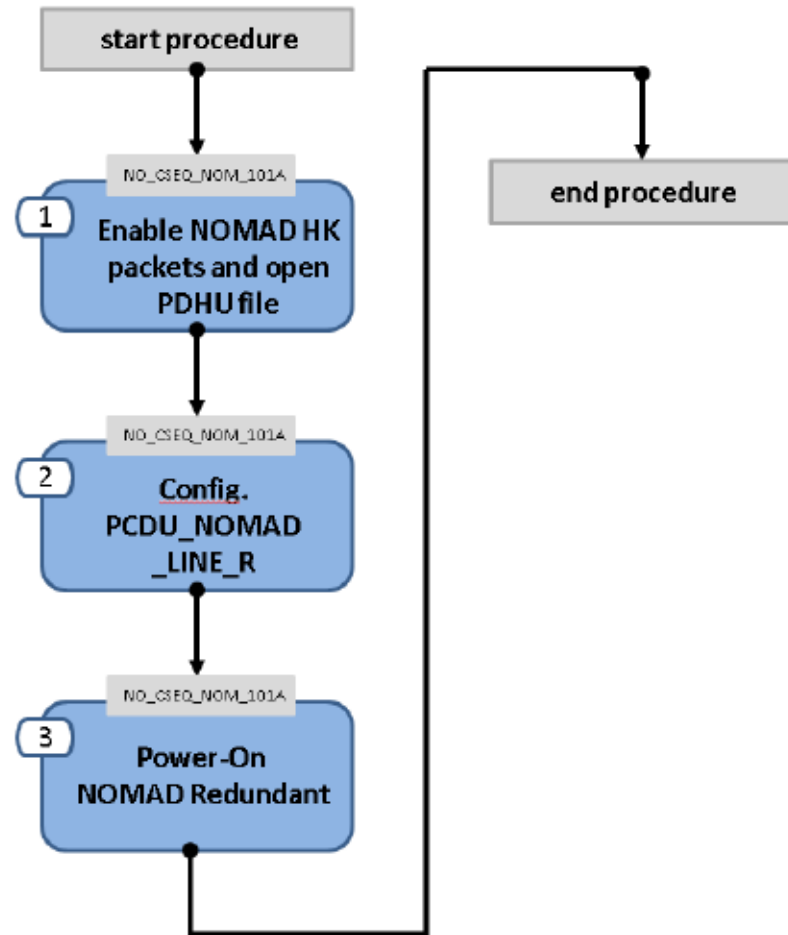 start procedure
NO_CSEQ_NOM_101A
1
Enable NOMAD HK
packets and open
PDHU file
NO_CSEQ_NOM_101A
2
Config.
PCDU_NOMAD
_LINE_R
NO_CSEQ_NOM_101A
3
Power-On
NOMAD Redundant
end procedure